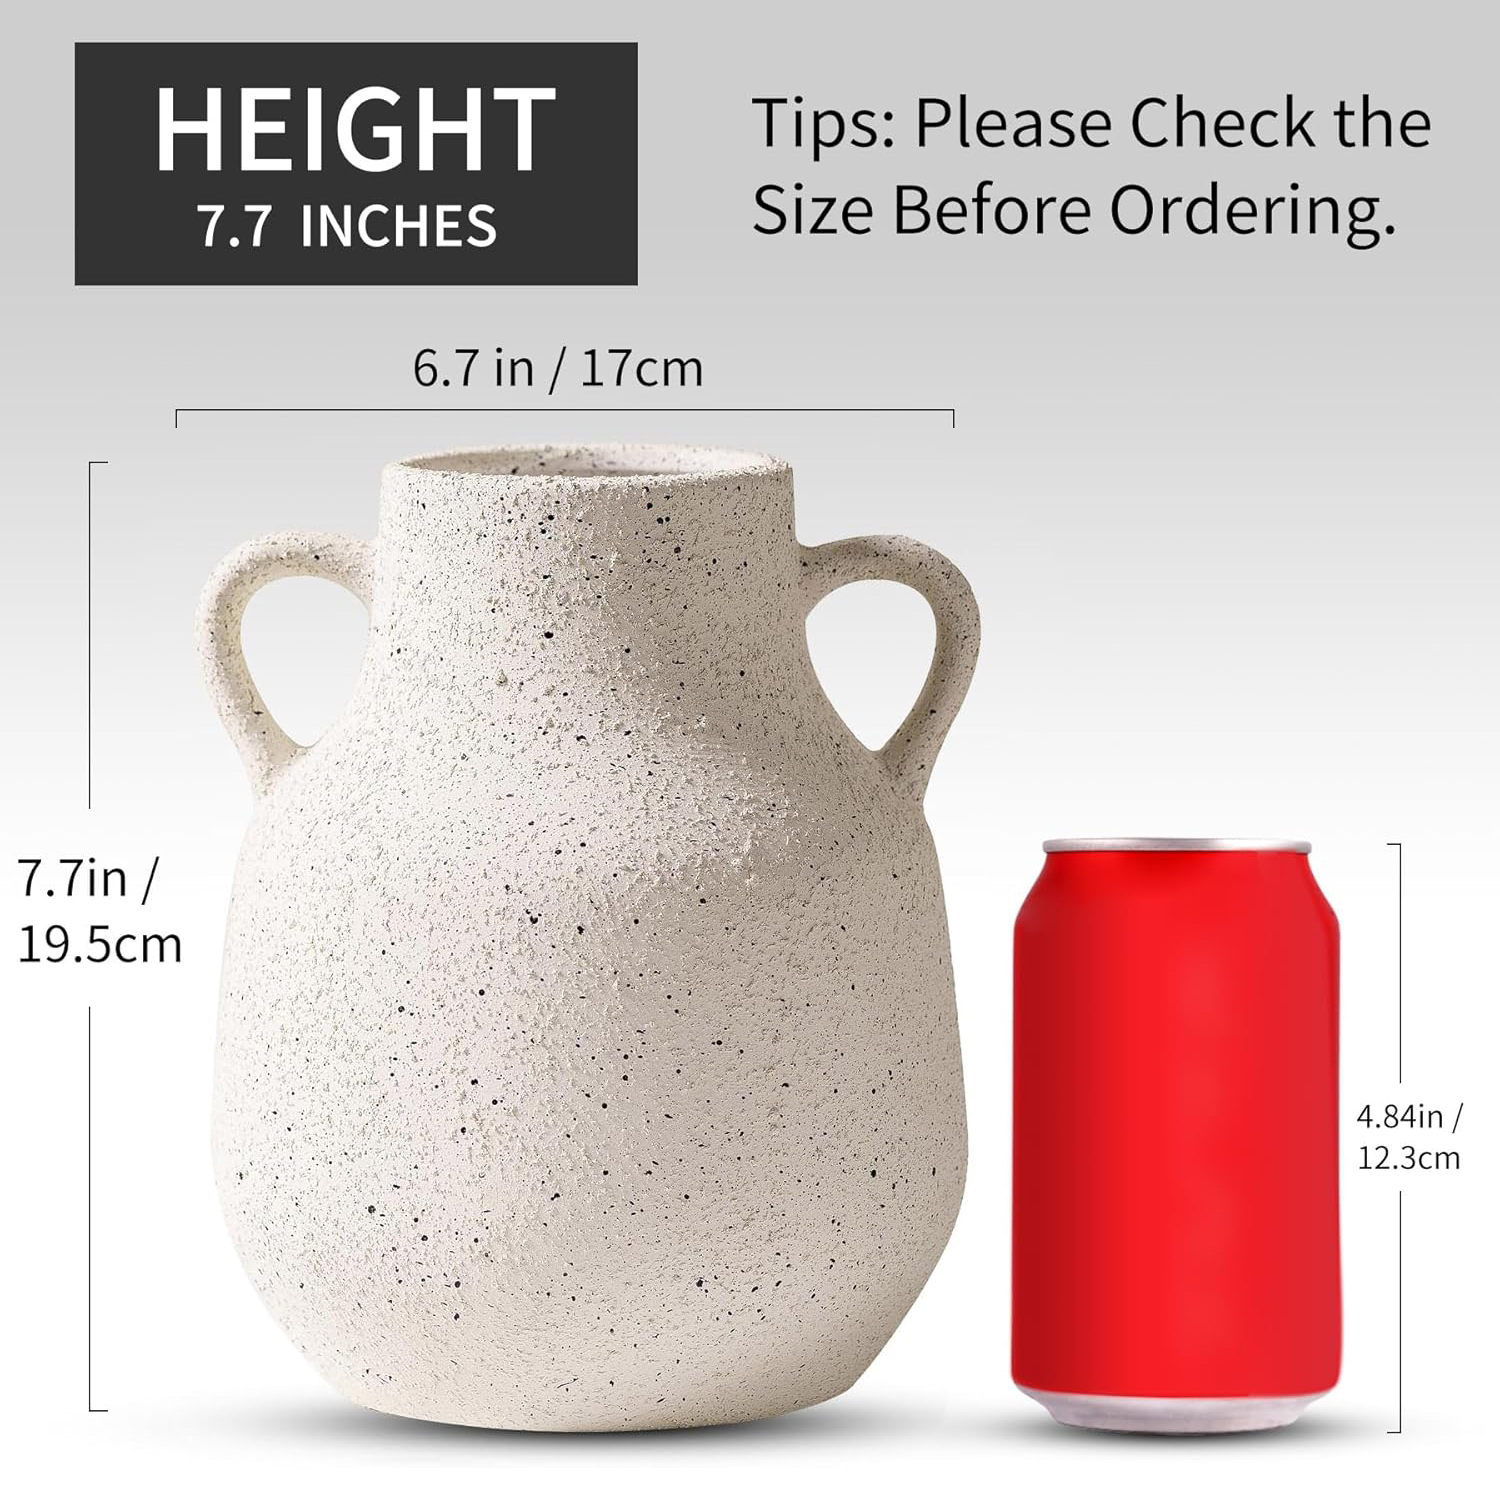 HEIGHT
7.7 INCHES
Tips: Please Check the
Size Before Ordering.
6.7 in / 17cm
7.7in /
19.5cm
4.84in /
12.3cm